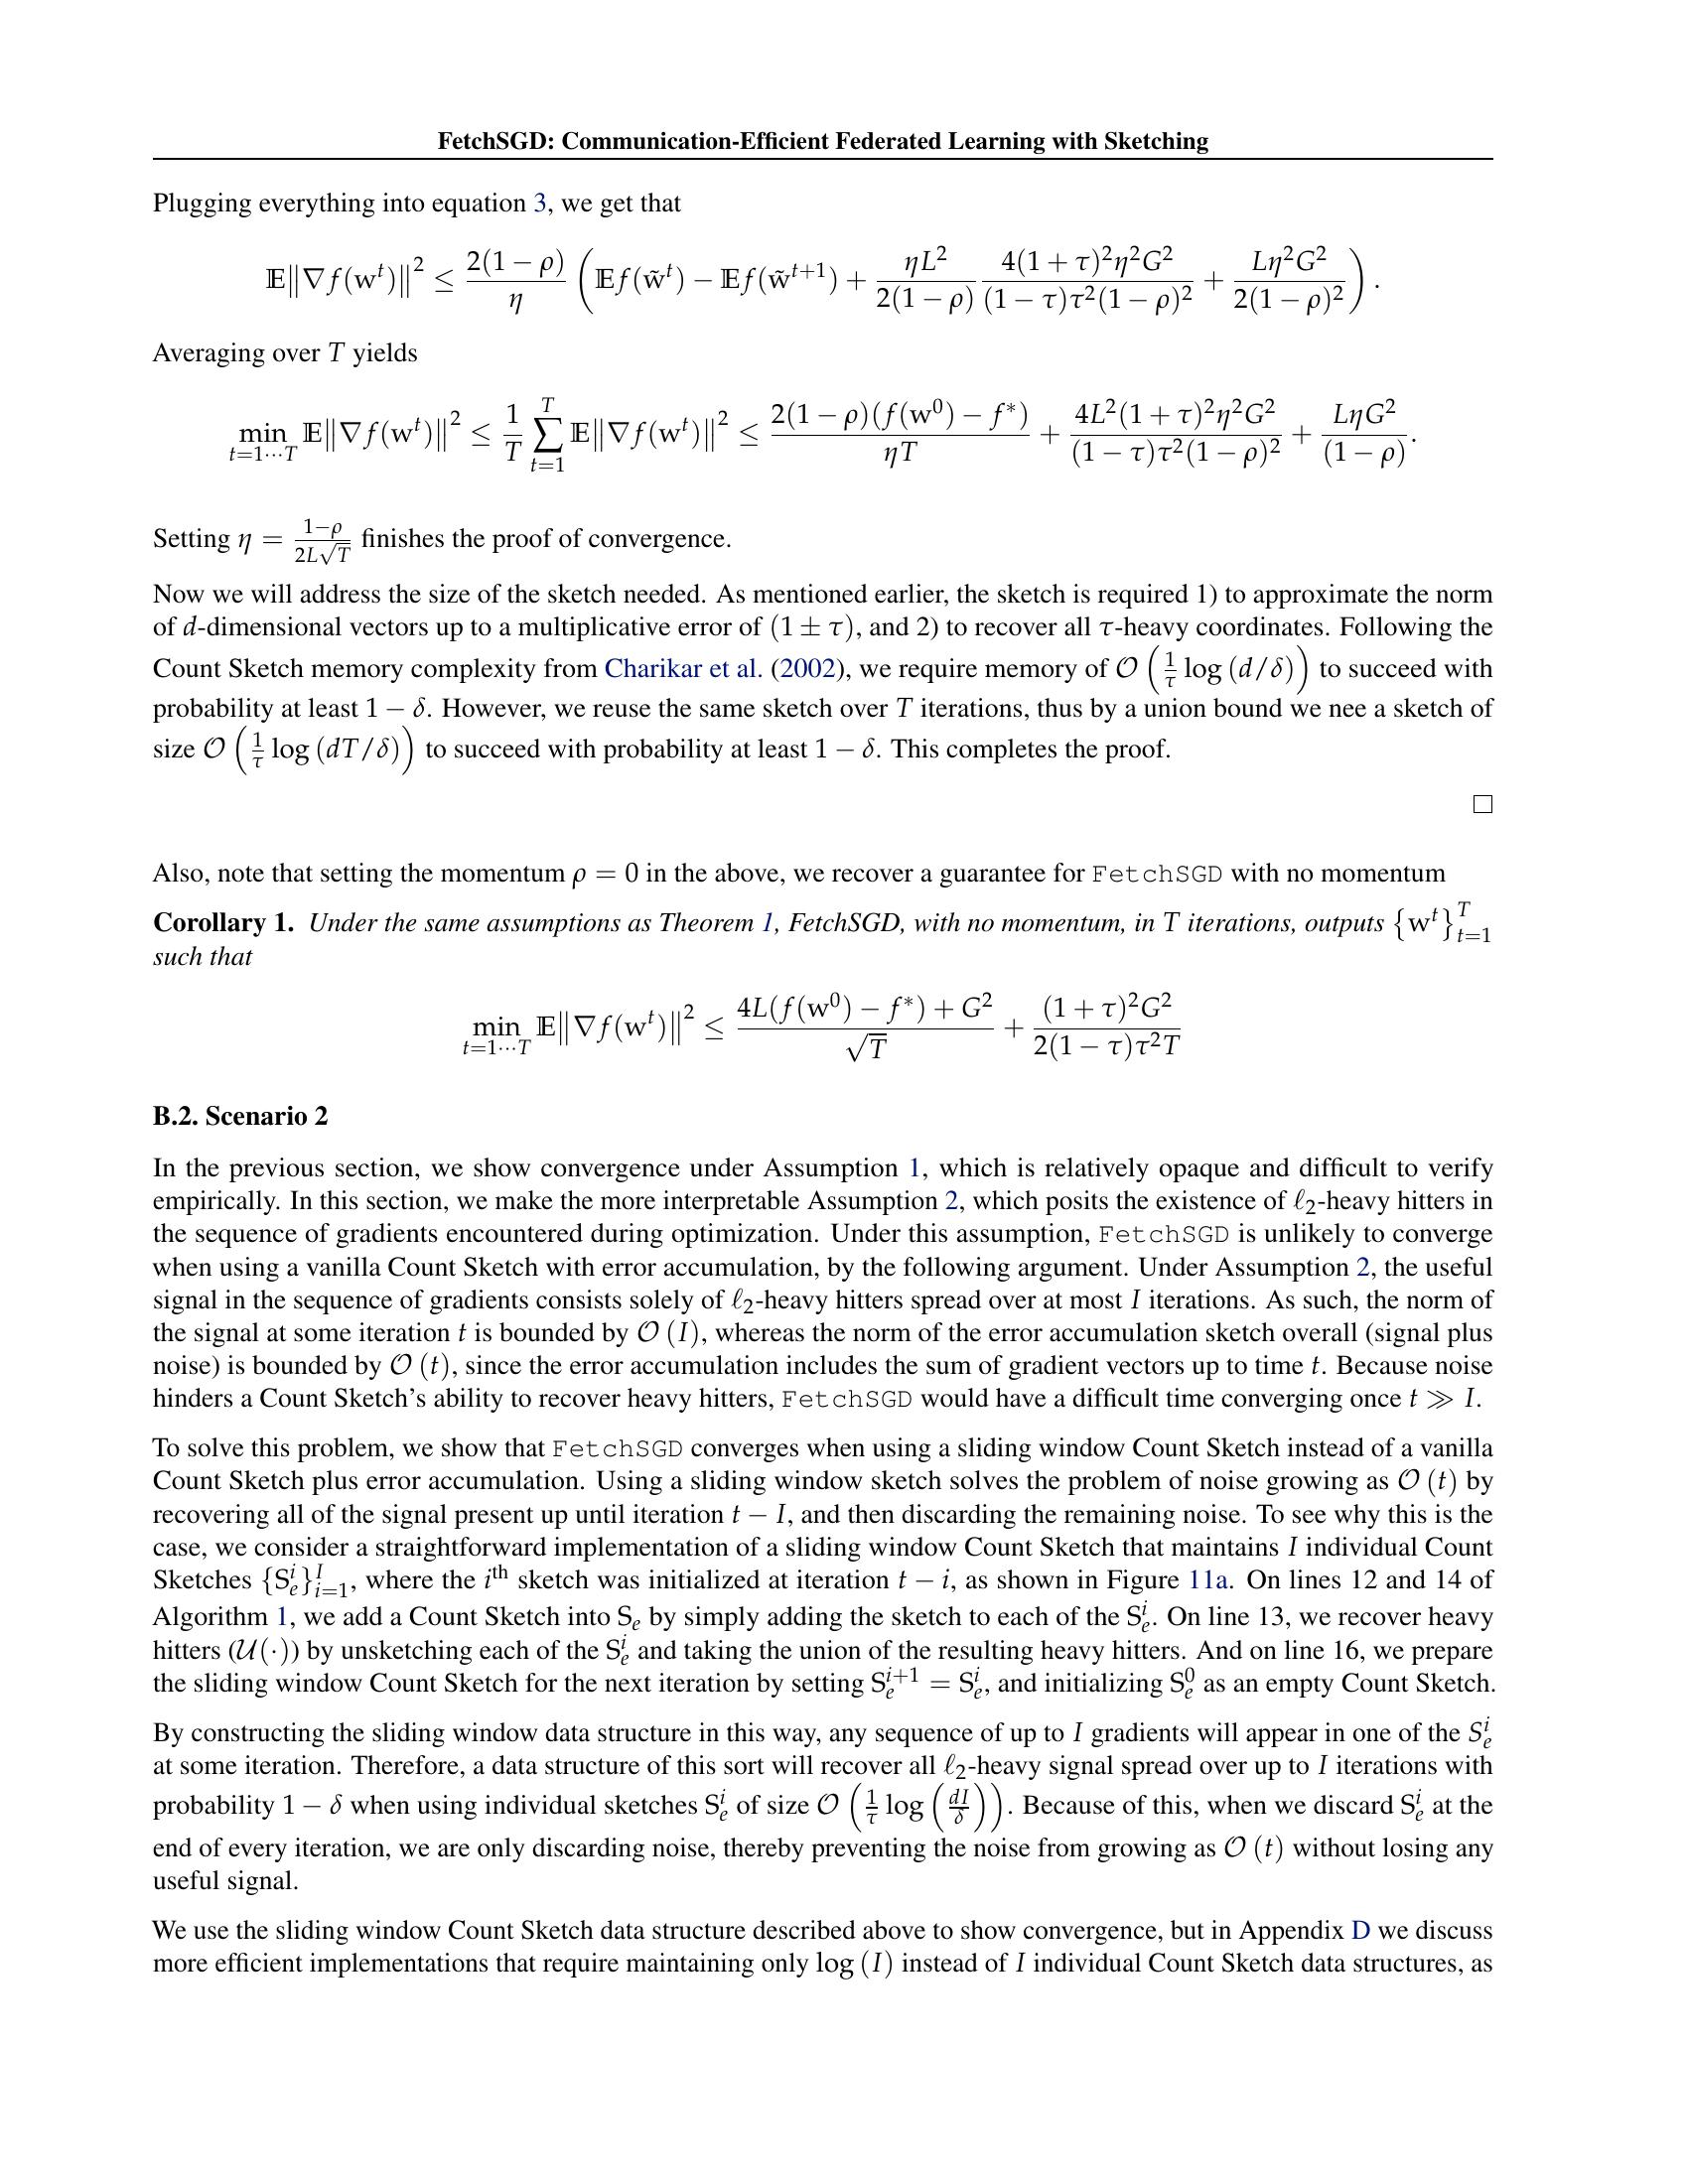 FetchSGD: Communication-Efficient Federated Learning with Sketching
Plugging everything into equation 3, we get that
$$\mathbb{E}\left\|\nabla f(\mathrm{w}^t)\right\|^2 \leq \frac{2(1-\rho)}{\eta}\left(\mathbb{E}f(\tilde{\mathrm{w}}^t) - \mathbb{E}f(\tilde{\mathrm{w}}^{t+1}) + \frac{\eta L^2}{2(1-\rho)}\frac{4(1+\tau)^2\eta^2G^2}{(1-\tau)\tau^2(1-\rho)^2} + \frac{L\eta^2G^2}{2(1-\rho)^2}\right).$$
Averaging over $T$ yields
$$\min_{t=1\cdots T}\mathbb{E}\left\|\nabla f(\mathrm{w}^t)\right\|^2 \leq \frac{1}{T}\sum_{t=1}^{T}\mathbb{E}\left\|\nabla f(\mathrm{w}^t)\right\|^2 \leq \frac{2(1-\rho)(f(\mathrm{w}^0)-f^*)}{\eta T} + \frac{4L^2(1+\tau)^2\eta^2G^2}{(1-\tau)\tau^2(1-\rho)^2} + \frac{L\eta G^2}{(1-\rho)}.$$
Setting $\eta = \frac{1-\rho}{2L\sqrt{T}}$ finishes the proof of convergence.
Now we will address the size of the sketch needed. As mentioned earlier, the sketch is required 1) to approximate the norm
of $d$-dimensional vectors up to a multiplicative error of $(1 \pm \tau)$, and 2) to recover all $\tau$-heavy coordinates. Following the
Count Sketch memory complexity from Charikar et al. (2002), we require memory of $\mathcal{O}\left(\frac{1}{\tau}\log(d/\delta)\right)$ to succeed with
probability at least $1-\delta$. However, we reuse the same sketch over $T$ iterations, thus by a union bound we nee a sketch of
size $\mathcal{O}\left(\frac{1}{\tau}\log(dT/\delta)\right)$ to succeed with probability at least $1-\delta$. This completes the proof.
□
Also, note that setting the momentum $\rho = 0$ in the above, we recover a guarantee for FetchSGD with no momentum
Corollary 1. Under the same assumptions as Theorem 1, FetchSGD, with no momentum, in $T$ iterations, outputs $\left\{\mathrm{w}^t\right\}_{t=1}^{T}$
such that
$$\min_{t=1\cdots T}\mathbb{E}\left\|\nabla f(\mathrm{w}^t)\right\|^2 \leq \frac{4L(f(\mathrm{w}^0)-f^*)+G^2}{\sqrt{T}} + \frac{(1+\tau)^2G^2}{2(1-\tau)\tau^2T}$$
B.2. Scenario 2
In the previous section, we show convergence under Assumption 1, which is relatively opaque and difficult to verify
empirically. In this section, we make the more interpretable Assumption 2, which posits the existence of $\ell_2$-heavy hitters in
the sequence of gradients encountered during optimization. Under this assumption, FetchSGD is unlikely to converge
when using a vanilla Count Sketch with error accumulation, by the following argument. Under Assumption 2, the useful
signal in the sequence of gradients consists solely of $\ell_2$-heavy hitters spread over at most $I$ iterations. As such, the norm of
the signal at some iteration $t$ is bounded by $\mathcal{O}(I)$, whereas the norm of the error accumulation sketch overall (signal plus
noise) is bounded by $\mathcal{O}(t)$, since the error accumulation includes the sum of gradient vectors up to time $t$. Because noise
hinders a Count Sketch's ability to recover heavy hitters, FetchSGD would have a difficult time converging once $t \gg I$.
To solve this problem, we show that FetchSGD converges when using a sliding window Count Sketch instead of a vanilla
Count Sketch plus error accumulation. Using a sliding window sketch solves the problem of noise growing as $\mathcal{O}(t)$ by
recovering all of the signal present up until iteration $t - I$, and then discarding the remaining noise. To see why this is the
case, we consider a straightforward implementation of a sliding window Count Sketch that maintains $I$ individual Count
Sketches $\{\mathrm{S}_e^i\}_{i=1}^{I}$, where the $i^{\text{th}}$ sketch was initialized at iteration $t - i$, as shown in Figure 11a. On lines 12 and 14 of
Algorithm 1, we add a Count Sketch into $\mathrm{S}_e$ by simply adding the sketch to each of the $\mathrm{S}_e^i$. On line 13, we recover heavy
hitters ($\mathcal{U}(\cdot)$) by unsketching each of the $\mathrm{S}_e^i$ and taking the union of the resulting heavy hitters. And on line 16, we prepare
the sliding window Count Sketch for the next iteration by setting $\mathrm{S}_e^{i+1} = \mathrm{S}_e^i$, and initializing $\mathrm{S}_e^0$ as an empty Count Sketch.
By constructing the sliding window data structure in this way, any sequence of up to $I$ gradients will appear in one of the $S_e^i$
at some iteration. Therefore, a data structure of this sort will recover all $\ell_2$-heavy signal spread over up to $I$ iterations with
probability $1-\delta$ when using individual sketches $\mathrm{S}_e^i$ of size $\mathcal{O}\left(\frac{1}{\tau}\log\left(\frac{dI}{\delta}\right)\right)$. Because of this, when we discard $\mathrm{S}_e^i$ at the
end of every iteration, we are only discarding noise, thereby preventing the noise from growing as $\mathcal{O}(t)$ without losing any
useful signal.
We use the sliding window Count Sketch data structure described above to show convergence, but in Appendix D we discuss
more efficient implementations that require maintaining only $\log(I)$ instead of $I$ individual Count Sketch data structures, as